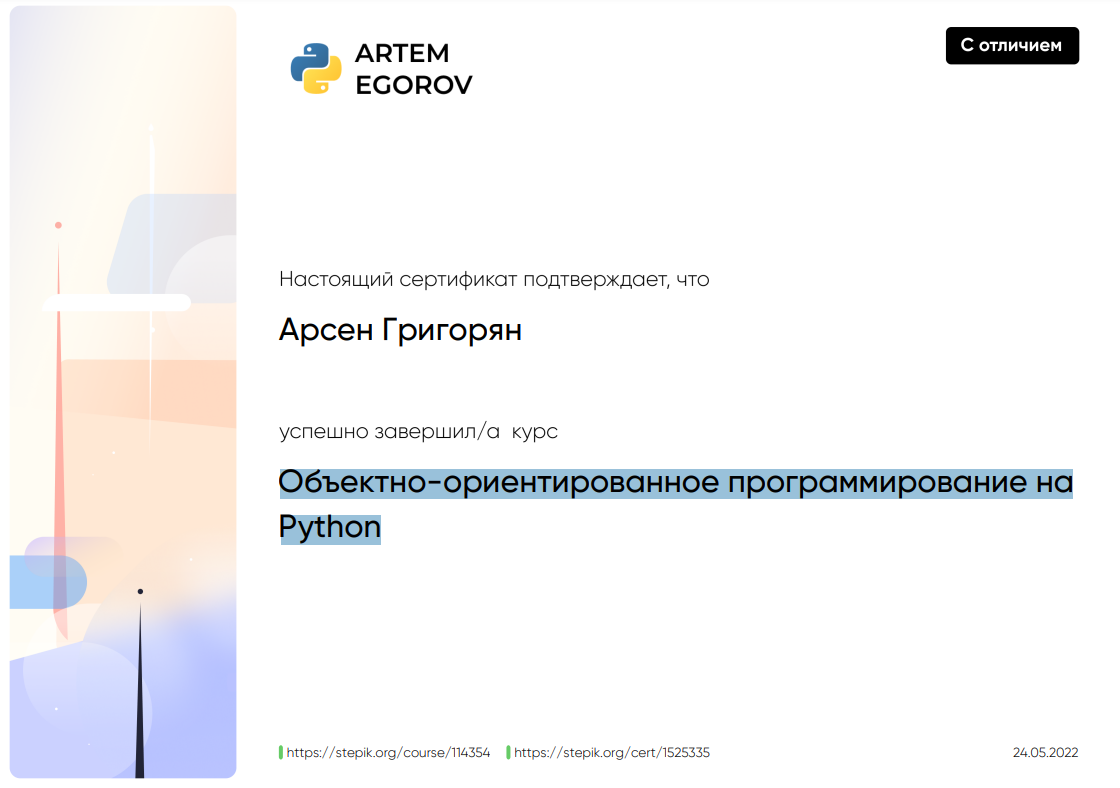 ARTEM
EGOROV
С отличием
Настоящий сертификат подтверждает, что
Арсен Григорян
успешно завершил/а курс
Объектно-ориентированное программирование на
Python
https://stepik.org/course/114354 https://stepik.org/cert/1525335 24.05.2022